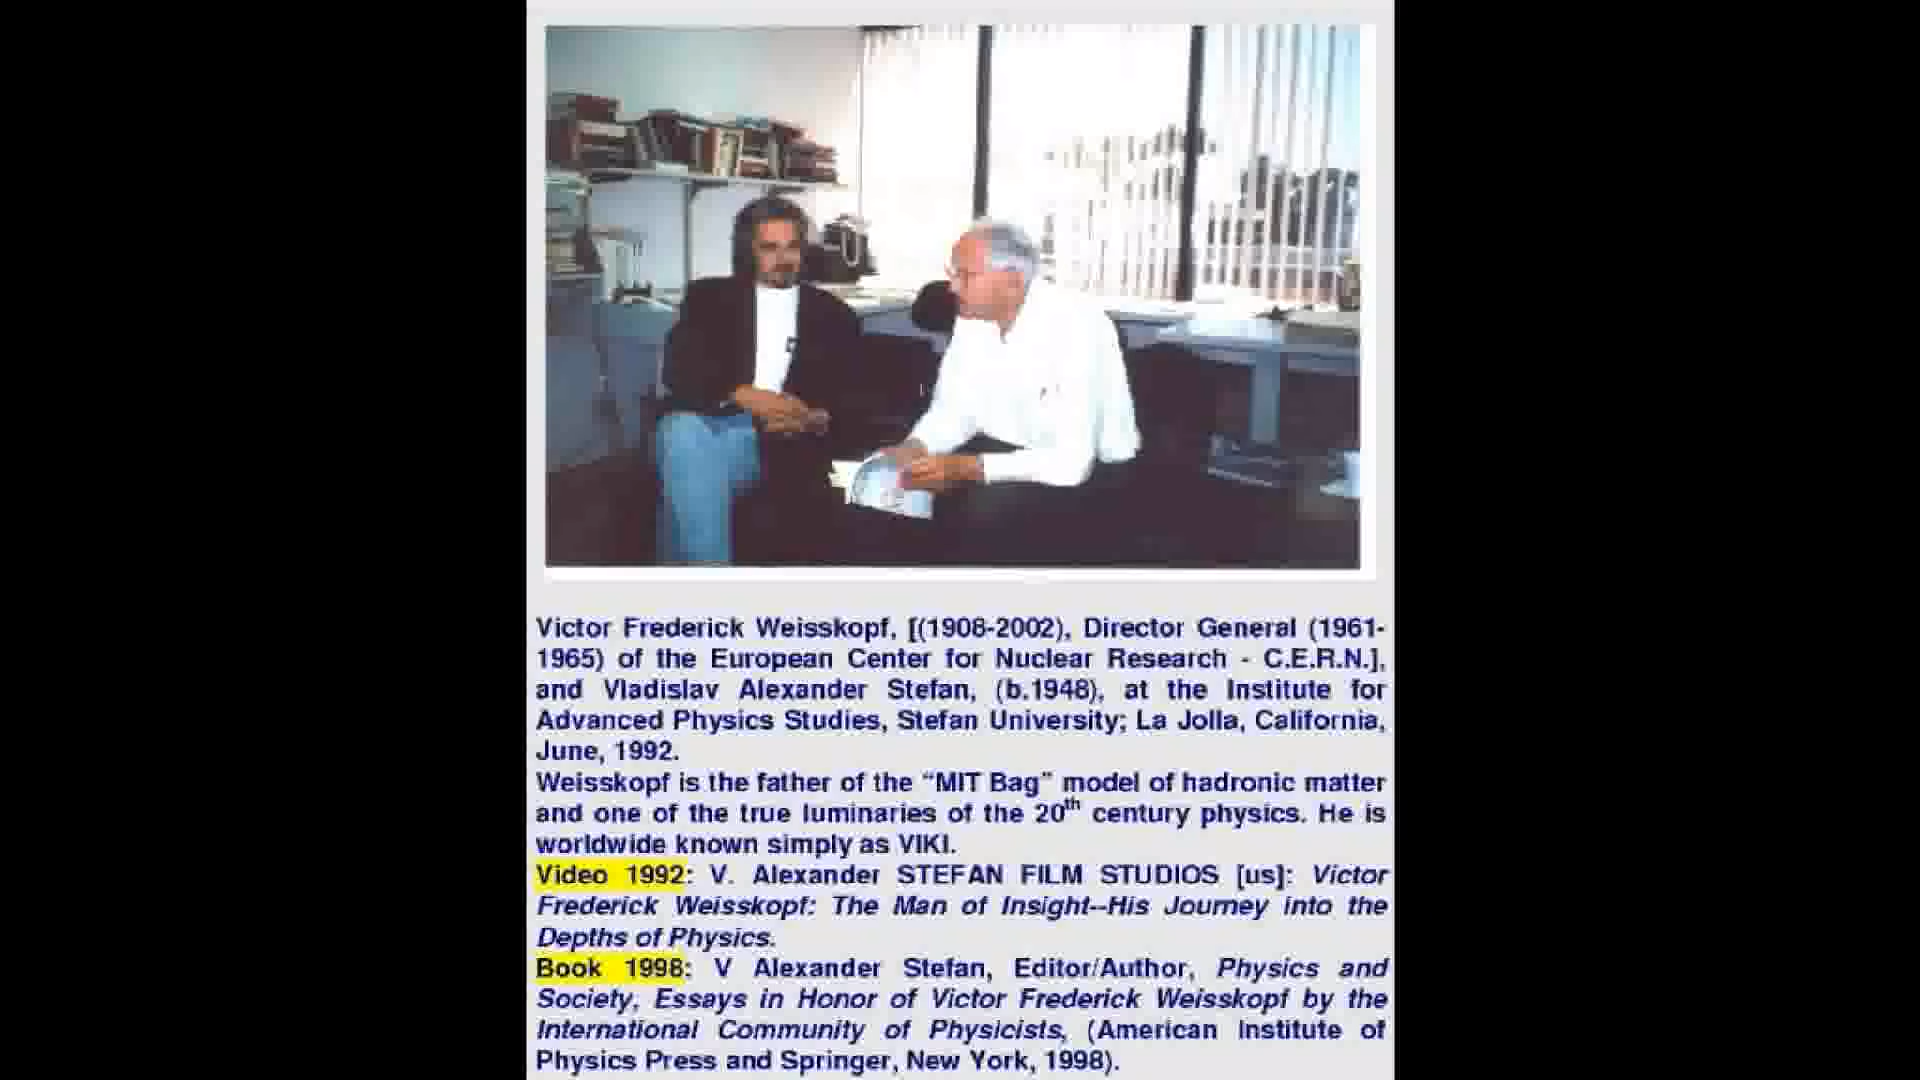 Victor Frederick Weisskopf, [(1908-2002), Director General (1961-
1965) of the European Center for Nuclear Research - C.E.R.N.],
and Vladislav Alexander Stefan, (b.1948), at the Institute for
Advanced Physics Studies, Stefan University; La Jolla, California,
June, 1992.
Weisskopf is the father of the “MIT Bag” model of hadronic matter
and one of the true luminaries of the 20th century physics. He is
worldwide known simply as VIKI.
Video 1992: V. Alexander STEFAN FILM STUDIOS [us]: Victor
Frederick Weisskopf: The Man of Insight--His Journey into the
Depths of Physics.
Book 1998: V Alexander Stefan, Editor/Author, Physics and
Society, Essays in Honor of Victor Frederick Weisskopf by the
International Community of Physicists, (American Institute of
Physics Press and Springer, New York, 1998).